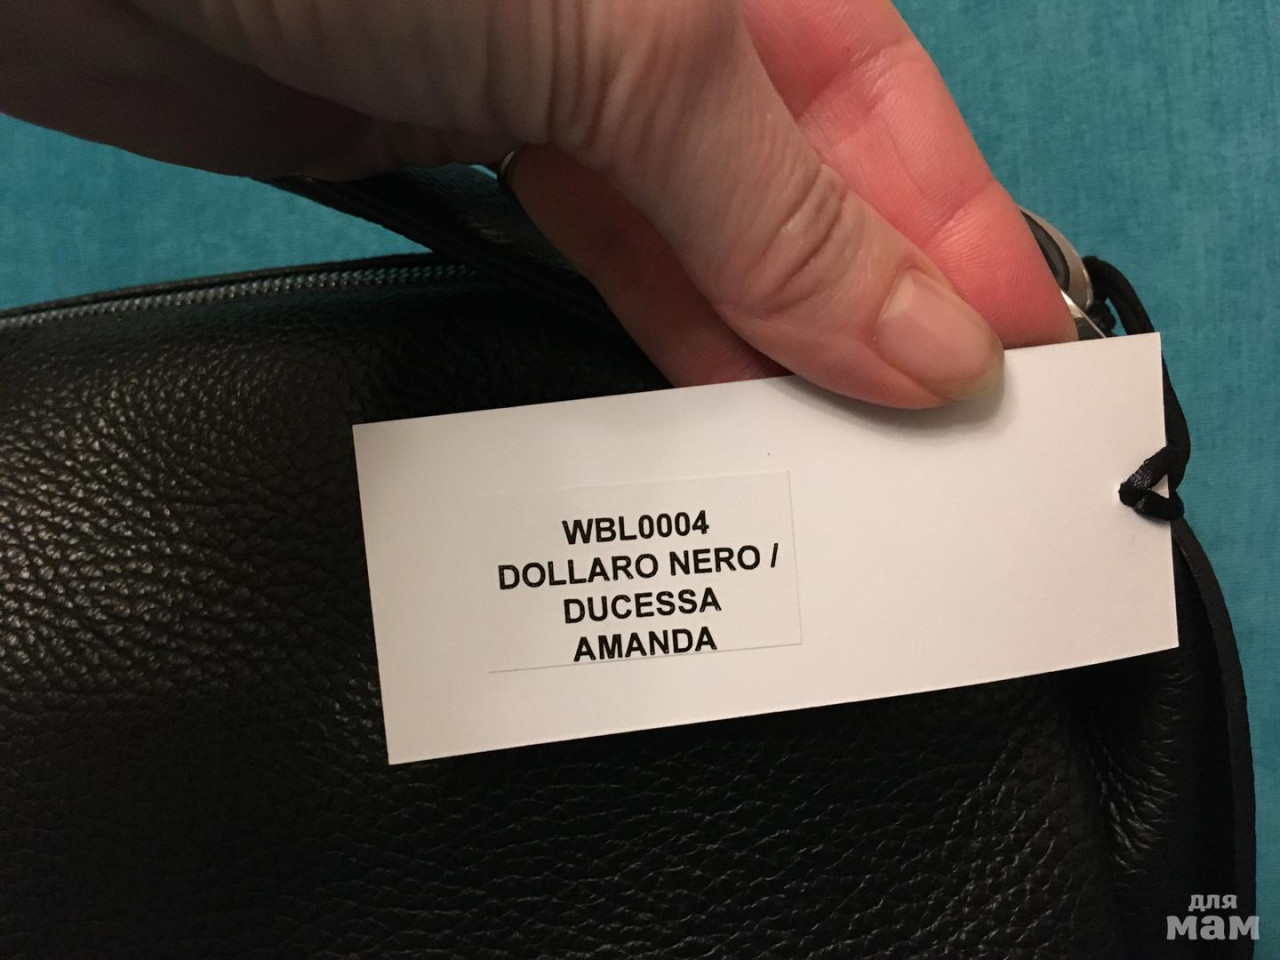 WBL0004
DOLLARO NERO /
DUCESSA
AMANDA
для
мам